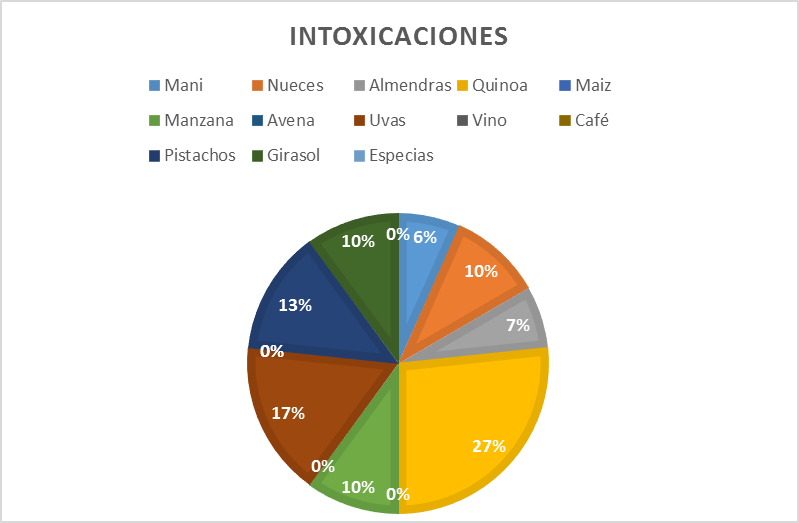 INTOXICACIONES
Mani Nueces Almendras Quinoa Maiz
Manzana Avena Uvas Vino Café
Pistachos Girasol Especias
0% 6%
10%
10%
7%
13%
0%
17%
27%
0%
10%
0%